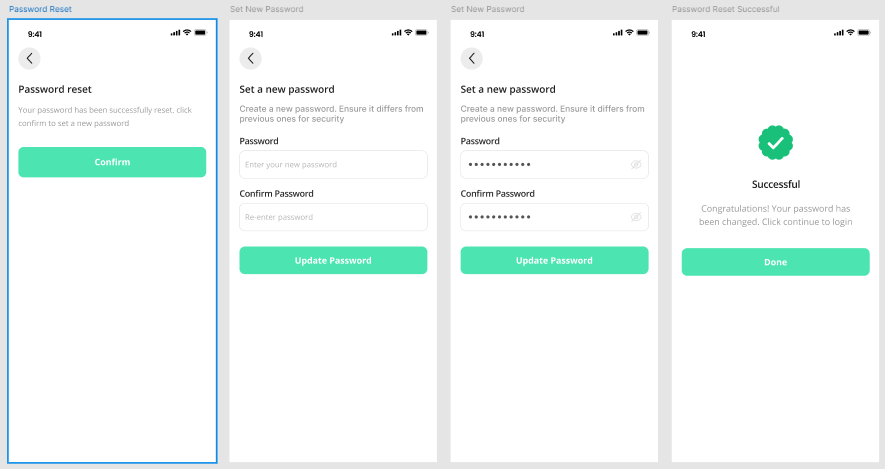 Password Reset
9:41
Password reset
Your password has been successfully reset. click
confirm to set a new password
Confirm
Set New Password
9:41
Set a new password
Create a new password. Ensure it differs from
previous ones for security
Password
Enter your new password
Confirm Password
Re-enter password
Update Password
Set New Password
9:41
Set a new password
Create a new password. Ensure it differs from
previous ones for security
Password
Confirm Password
Update Password
Password Reset Successful
9:41
Successful
Congratulations! Your password has
been changed. Click continue to login
Done